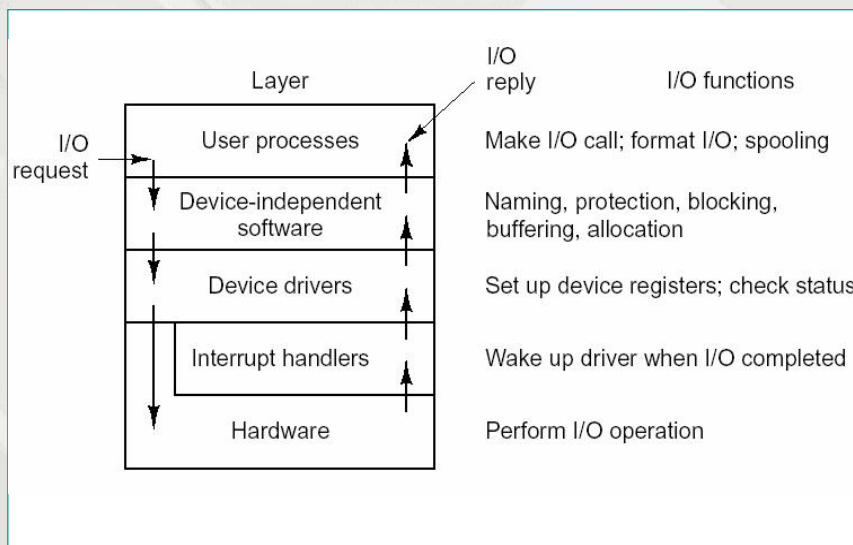 I/O
reply
Layer
I/O functions
I/O
request
User processes
Make I/O call; format I/O; spooling
Device-independent
software
Naming, protection, blocking,
buffering, allocation
Device drivers
Set up device registers; check status
Interrupt handlers
Wake up driver when I/O completed
Hardware
Perform I/O operation